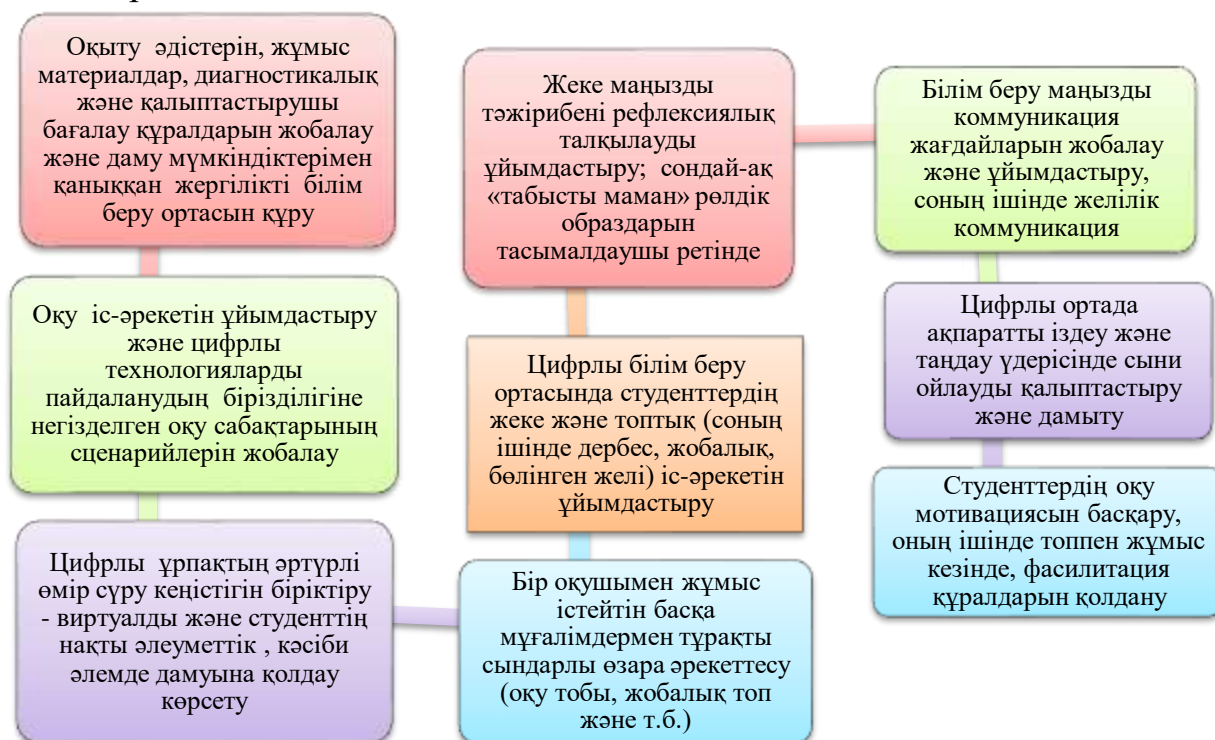 Оқыту әдістерін, жұмыс
материалдар, диагностикалық
және қалыптастырушы
бағалау құралдарын жобалау
және даму мүмкіндіктерімен
қаныққан жергілікті білім
беру ортасын құру
Оқу іс-әрекетін ұйымдастыру
және цифрлы
технологияларды
пайдаланудың бірізділігіне
негізделген оқу сабақтарының
сценарийлерін жобалау
Цифрлы ұрпақтың әртүрлі
өмір сүру кеңістігін біріктіру
- виртуалды және студенттің
нақты әлеуметтік , кәсіби
әлемде дамуына қолдау
көрсету
Бір оқушымен жұмыс
істейтін басқа
мұғалімдермен тұрақты
сындарлы өзара әрекеттесу
(оқу тобы, жобалық топ
және т.б.)
Цифрлы білім беру
ортасында студенттердің
жеке және топтық (соның
ішінде дербес, жобалық,
бөлінген желі) іс-әрекетін
ұйымдастыру
Жеке маңызды
тәжірибені рефлексиялық
талқылауды
ұйымдастыру; сондай-ақ
«табысты маман» рөлдік
образдарын
тасымалдаушы ретінде
Білім беру маңызды
коммуникация
жағдайларын жобалау
және ұйымдастыру,
соның ішінде желілік
коммуникация
Цифрлы ортада
ақпаратты іздеу және
таңдау үдерісінде сыни
ойлауды қалыптастыру
және дамыту
Студенттердің оқу
мотивациясын басқару,
оның ішінде топпен жұмыс
кезінде, фасилитация
құралдарын қолдану